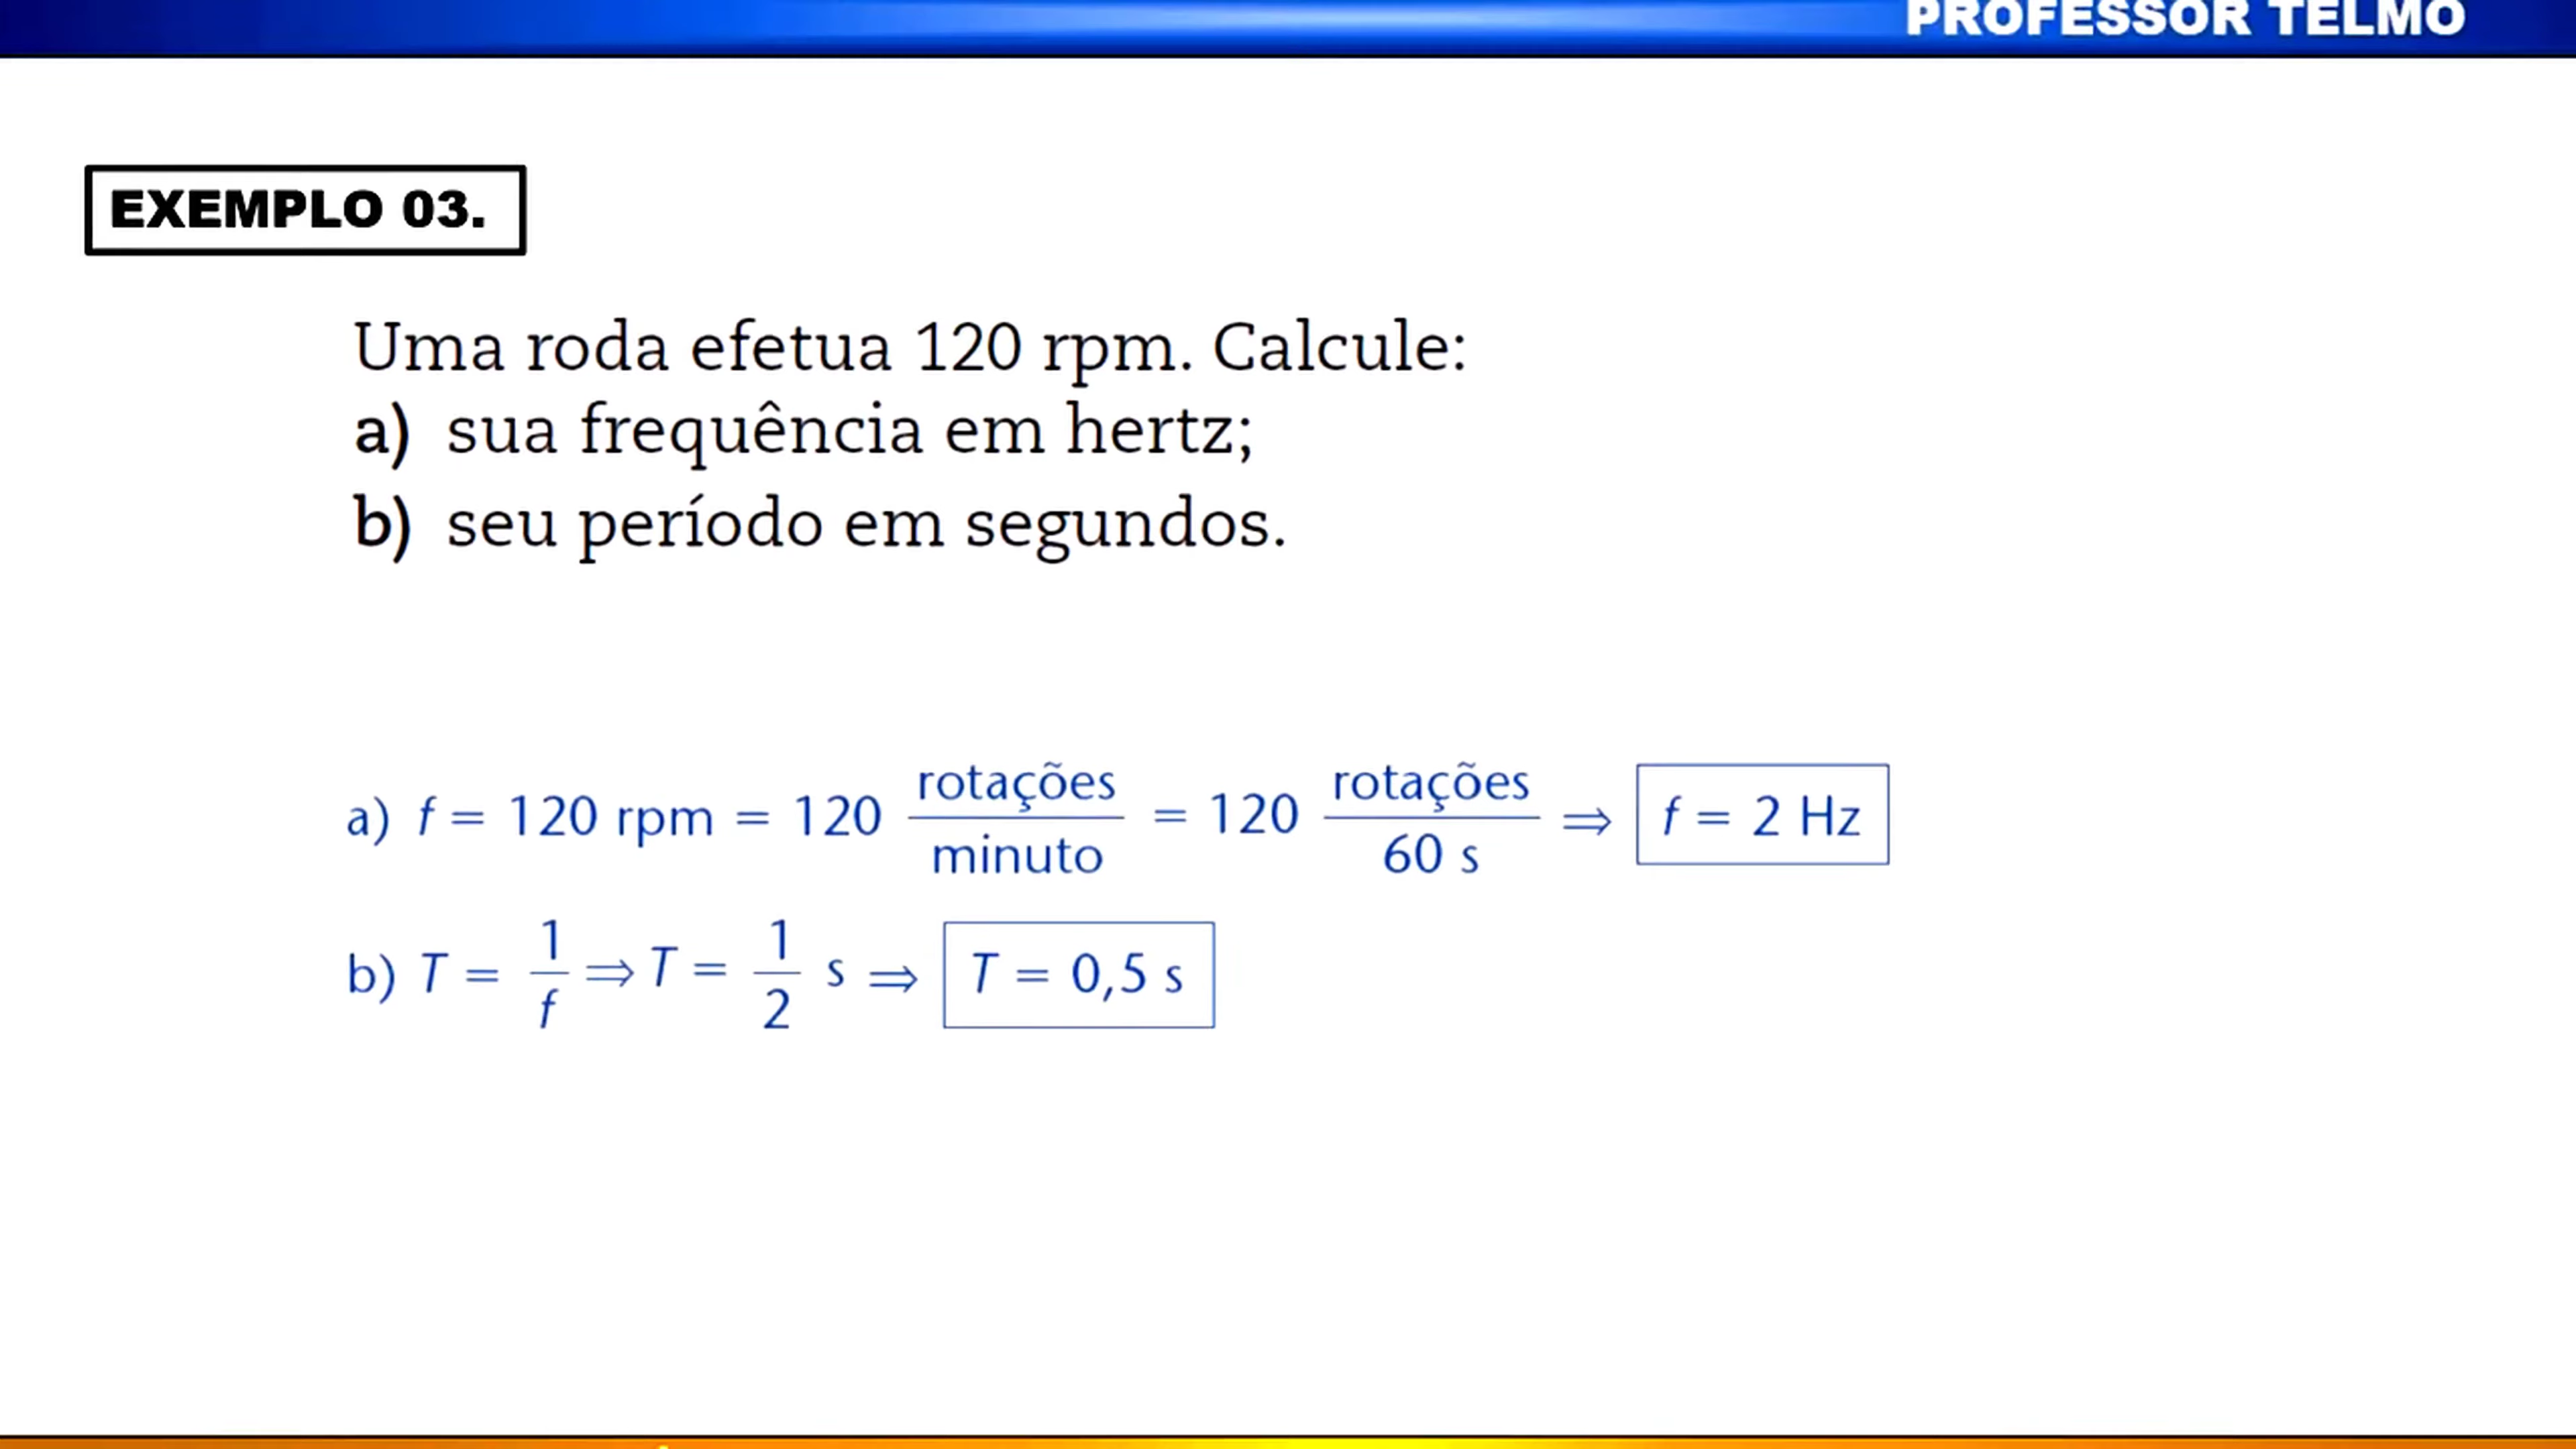 PROFESSOR TELMO
EXEMPLO 03.
Uma roda efetua 120 rpm. Calcule:
a) sua frequência em hertz;
b) seu período em segundos.
a) f = 120 rpm = 120 rotações/minuto = 120 rotações/60 s ⇒ f = 2 Hz
b) T = 1/f ⇒ T = 1/2 s ⇒ T = 0,5 s